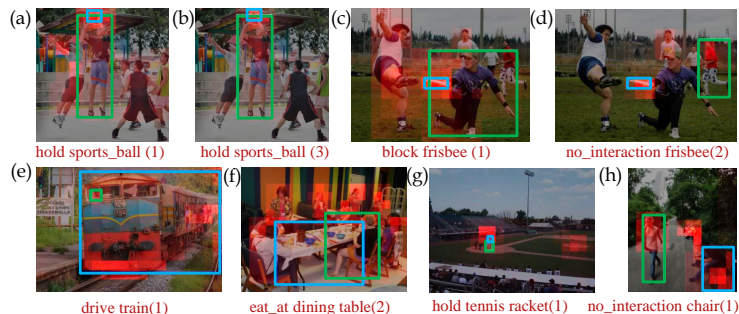 (a) (b) (c) (d)
hold sports_ball (1) hold sports_ball (3) block frisbee (1) no_interaction frisbee(2)
(e) (f) (g) (h)
drive train(1) eat_at dining table(2) hold tennis racket(1) no_interaction chair(1)